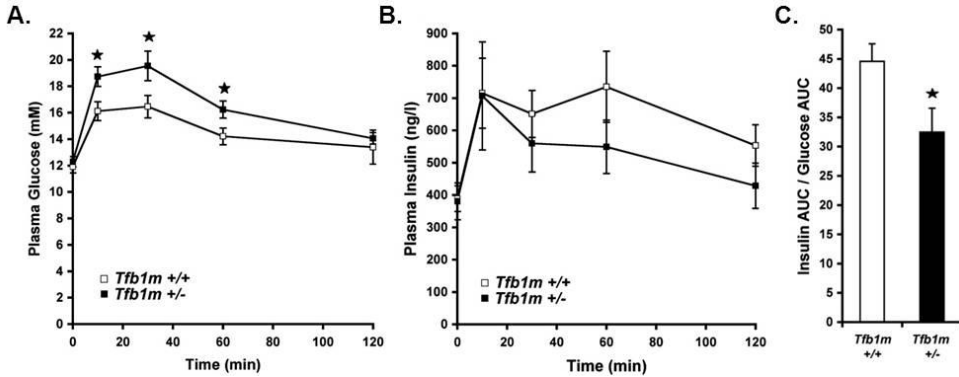 A.
22
20
18
16
14
12
10
8
6
4
2
0
Plasma Glucose (mM)
★
★
★
Tfb1m +/+
Tfb1m +/-
0 20 40 60 80 100 120
Time (min)
B.
900
800
700
600
500
400
300
200
100
0
Plasma Insulin (ng/l)
Tfb1m +/+
Tfb1m +/-
0 20 40 60 80 100 120
Time (min)
C.
50
45
40
35
30
25
20
15
10
5
0
Insulin AUC / Glucose AUC
★
Tfb1m Tfb1m
+/+ +/-